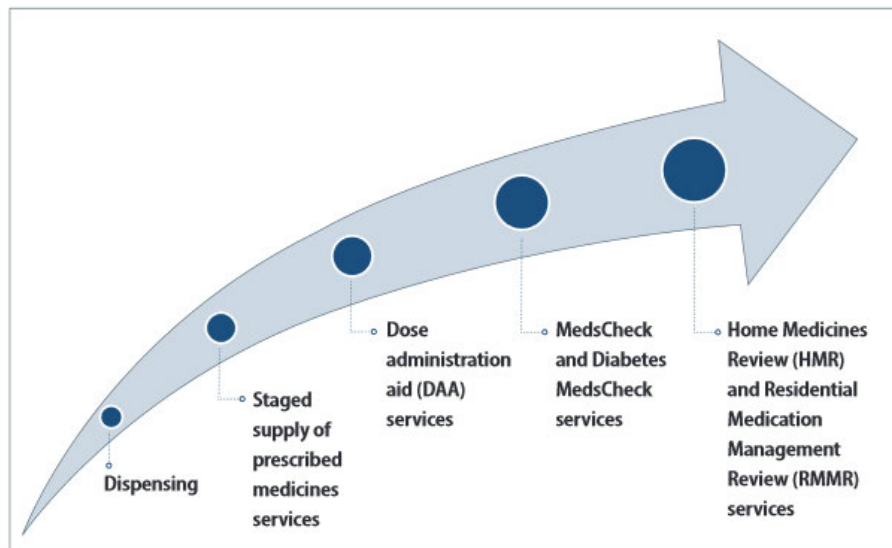 Dispensing
Staged
supply of
prescribed
medicines
services
Dose
administration
aid (DAA)
services
MedsCheck
and Diabetes
MedsCheck
services
Home Medicines
Review (HMR)
and Residential
Medication
Management
Review (RMMR)
services